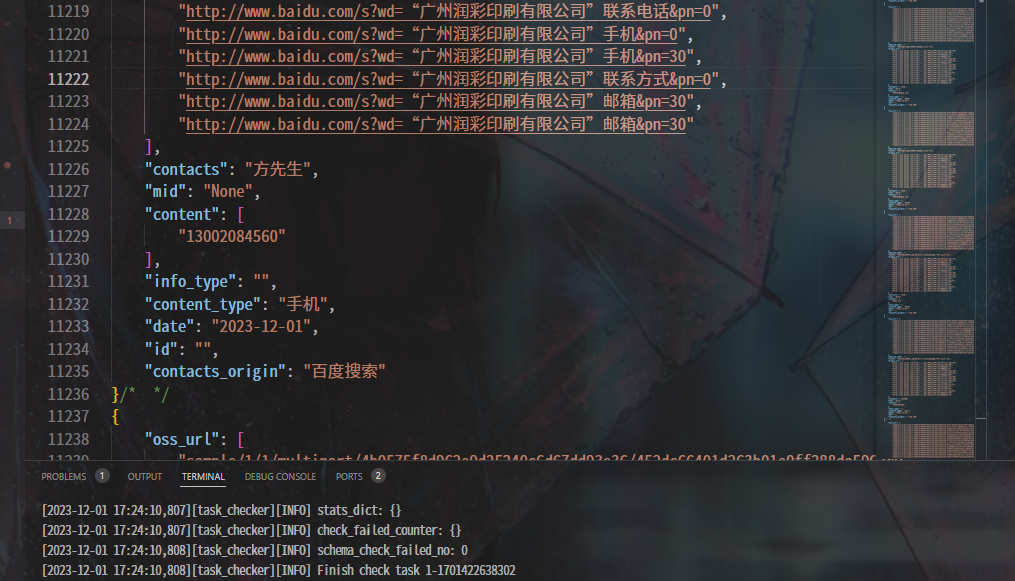 11219 "http://www.baidu.com/s?wd=“广州润彩印刷有限公司”联系电话&pn=0",
11220 "http://www.baidu.com/s?wd=“广州润彩印刷有限公司”手机&pn=0",
11221 "http://www.baidu.com/s?wd=“广州润彩印刷有限公司”手机&pn=30",
11222 "http://www.baidu.com/s?wd=“广州润彩印刷有限公司”联系方式&pn=0",
11223 "http://www.baidu.com/s?wd=“广州润彩印刷有限公司”邮箱&pn=30",
11224 "http://www.baidu.com/s?wd=“广州润彩印刷有限公司”邮箱&pn=30"
11225 ],
11226 "contacts": "方先生",
11227 "mid": "None",
1 11228 "content": [
11229 "13002084560"
11230 ],
11231 "info_type": "",
11232 "content_type": "手机",
11233 "date": "2023-12-01",
11234 "id": "",
11235 "contacts_origin": "百度搜索"
11236 }/* */
11237 {
11238 "oss_url": [
PROBLEMS 1 OUTPUT TERMINAL DEBUG CONSOLE PORTS 2
[2023-12-01 17:24:10,807][task_checker][INFO] stats_dict: {}
[2023-12-01 17:24:10,807][task_checker][INFO] check_failed_counter: {}
[2023-12-01 17:24:10,808][task_checker][INFO] schema_check_failed_no: 0
[2023-12-01 17:24:10,808][task_checker][INFO] Finish check task 1-1701422638302